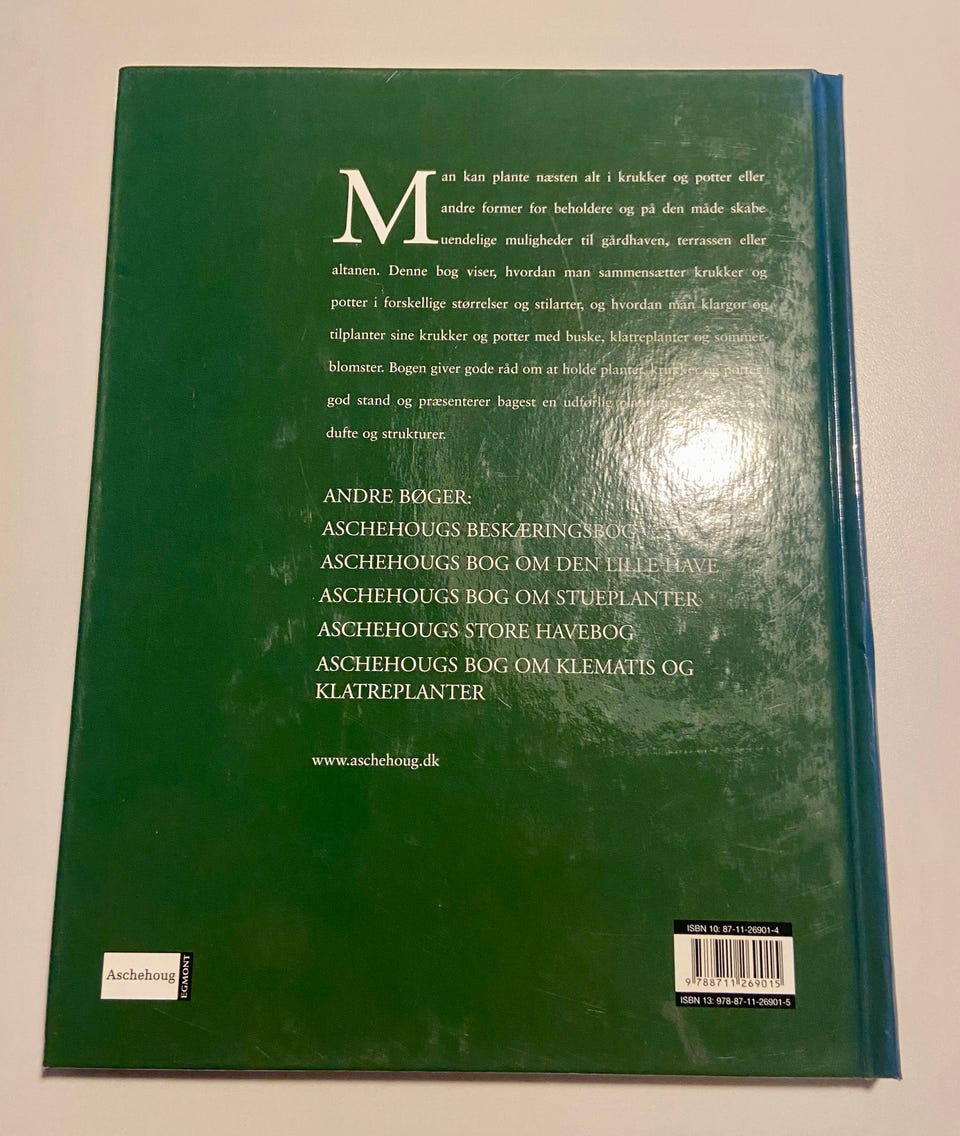 Man kan plante næsten alt i krukker og potter eller
andre former for beholdere og på den måde skabe
uendelige muligheder til gårdhaven, terrassen eller
altanen. Denne bog viser, hvordan man sammensætter krukker og
potter i forskellige størrelser og stilarter, og hvordan man klargør og
tilplanter sine krukker og potter med buske, klatreplanter og sommer-
blomster. Bogen giver gode råd om at holde planter, krukker og potter i
god stand og præsenterer bagest en udførlig
dufte og strukturer.
ANDRE BØGER:
ASCHEHOUGS BESKÆRINGSBOG
ASCHEHOUGS BOG OM DEN LILLE HAVE
ASCHEHOUGS BOG OM STUEPLANTER
ASCHEHOUGS STORE HAVEBOG
ASCHEHOUGS BOG OM KLEMATIS OG
KLATREPLANTER
www.aschehoug.dk
Aschehoug
EGMONT
ISBN 10: 87-11-26901-4
9 788711 269015
ISBN 13: 978-87-11-26901-5